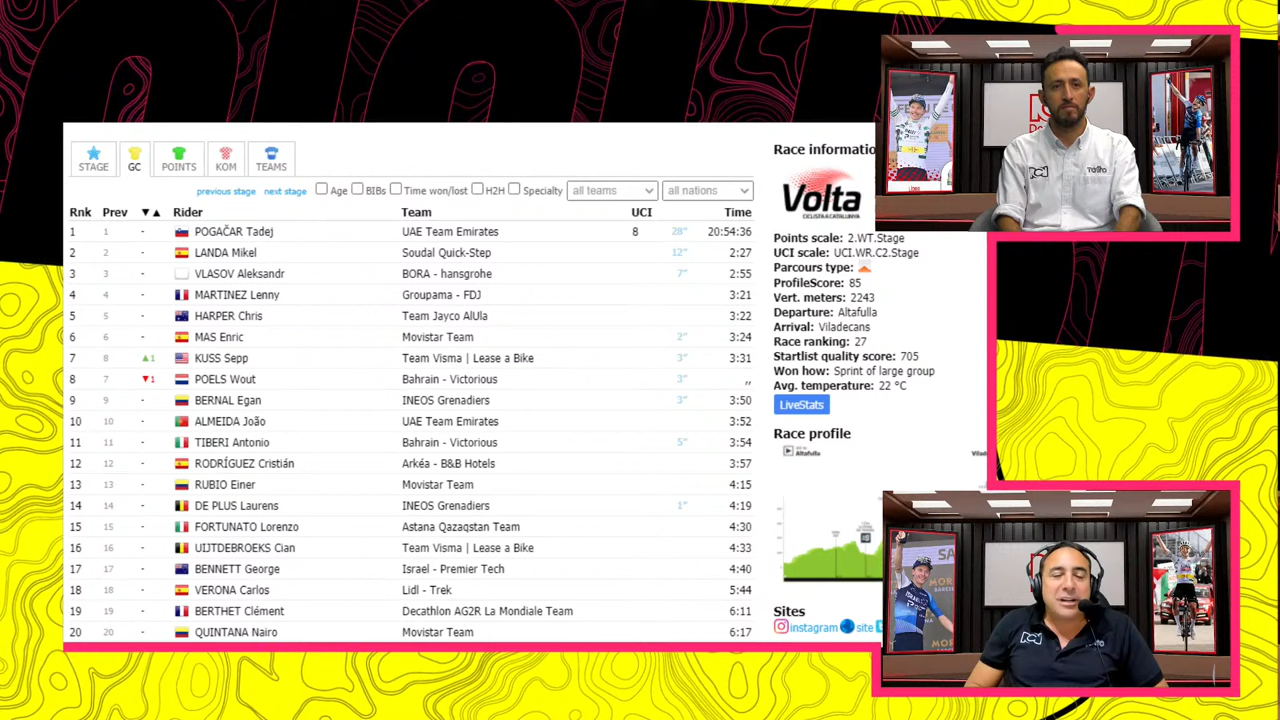 STAGE GC POINTS KOM TEAMS
previous stage next stage Age BIBs Time won/lost H2H Specialty all teams all nations
Rnk Prev ▼▲ Rider Team UCI Time
1 1 - POGAČAR Tadej UAE Team Emirates 8 28″ 20:54:36
2 2 - LANDA Mikel Soudal Quick-Step 12″ 2:27
3 3 - VLASOV Aleksandr BORA - hansgrohe 7″ 2:55
4 4 - MARTINEZ Lenny Groupama - FDJ 3:21
5 5 - HARPER Chris Team Jayco AlUla 3:22
6 6 - MAS Enric Movistar Team 2″ 3:24
7 8 ▲1 KUSS Sepp Team Visma | Lease a Bike 3″ 3:31
8 7 ▼1 POELS Wout Bahrain - Victorious 3″ ,,
9 9 - BERNAL Egan INEOS Grenadiers 3″ 3:50
10 10 - ALMEIDA João UAE Team Emirates 3:52
11 11 - TIBERI Antonio Bahrain - Victorious 5″ 3:54
12 12 - RODRÍGUEZ Cristián Arkéa - B&B Hotels 3:57
13 13 - RUBIO Einer Movistar Team 4:15
14 14 - DE PLUS Laurens INEOS Grenadiers 1″ 4:19
15 15 - FORTUNATO Lorenzo Astana Qazaqstan Team 4:30
16 16 - UIJTDEBROEKS Cian Team Visma | Lease a Bike 4:33
17 17 - BENNETT George Israel - Premier Tech 4:40
18 18 - VERONA Carlos Lidl - Trek 5:44
19 19 - BERTHET Clément Decathlon AG2R La Mondiale Team 6:11
20 20 - QUINTANA Nairo Movistar Team 6:17
Race informatio
Volta
CICLISTA A CATALUNYA
Points scale: 2.WT.Stage
UCI scale: UCI.WR.C2.Stage
Parcours type:
ProfileScore: 85
Vert. meters: 2243
Departure: Altafulla
Arrival: Viladecans
Race ranking: 27
Startlist quality score: 705
Won how: Sprint of large group
Avg. temperature: 22 °C
LiveStats
Race profile
Altafulla
Sites
instagram site